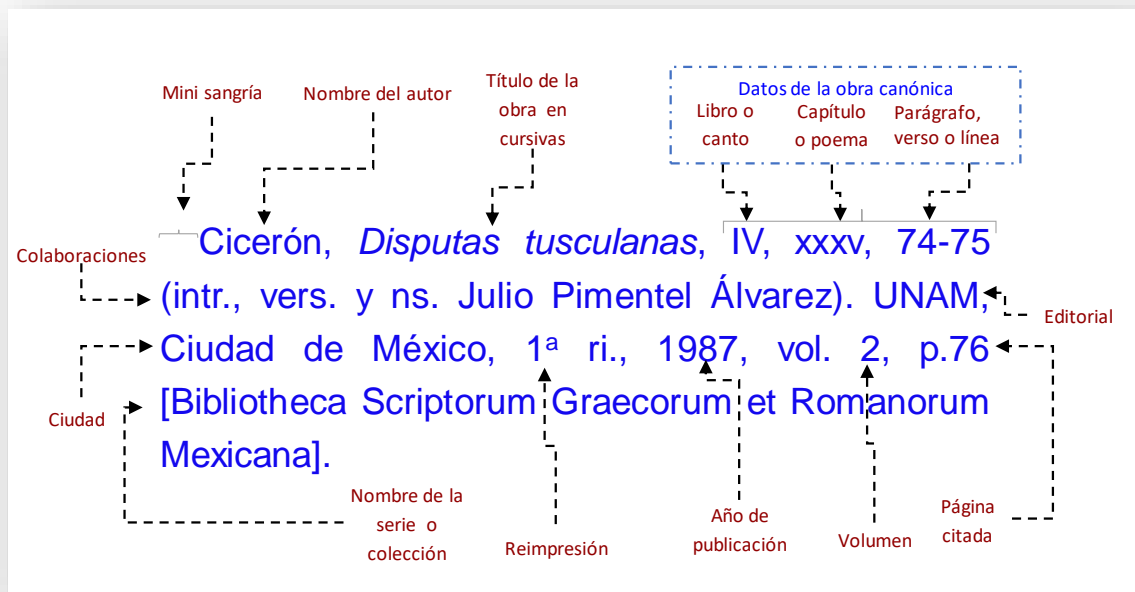 Mini sangría
Nombre del autor
Título de la
obra en
cursivas
Datos de la obra canónica
Libro o
canto
Capítulo
o poema
Parágrafo,
verso o línea
Cicerón, Disputas tusculanas, IV, xxxv, 74-75
Colaboraciones
(intr., vers. y ns. Julio Pimentel Álvarez). UNAM,
Editorial
Ciudad de México, 1ª ri., 1987, vol. 2, p.76
Ciudad
[Bibliotheca Scriptorum Graecorum et Romanorum
Mexicana].
Nombre de la
serie o
colección
Reimpresión
Año de
publicación
Volumen
Página
citada